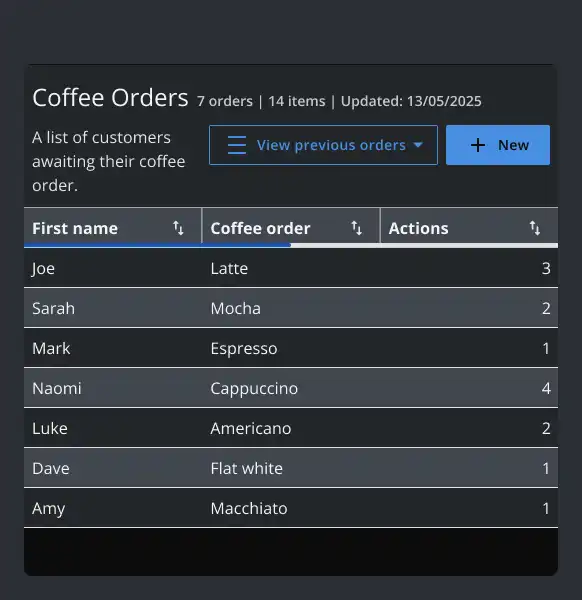 Coffee Orders 7 orders | 14 items | Updated: 13/05/2025
A list of customers
awaiting their coffee
order.
View previous orders
New
First name Coffee order Actions
Joe Latte 3
Sarah Mocha 2
Mark Espresso 1
Naomi Cappuccino 4
Luke Americano 2
Dave Flat white 1
Amy Macchiato 1